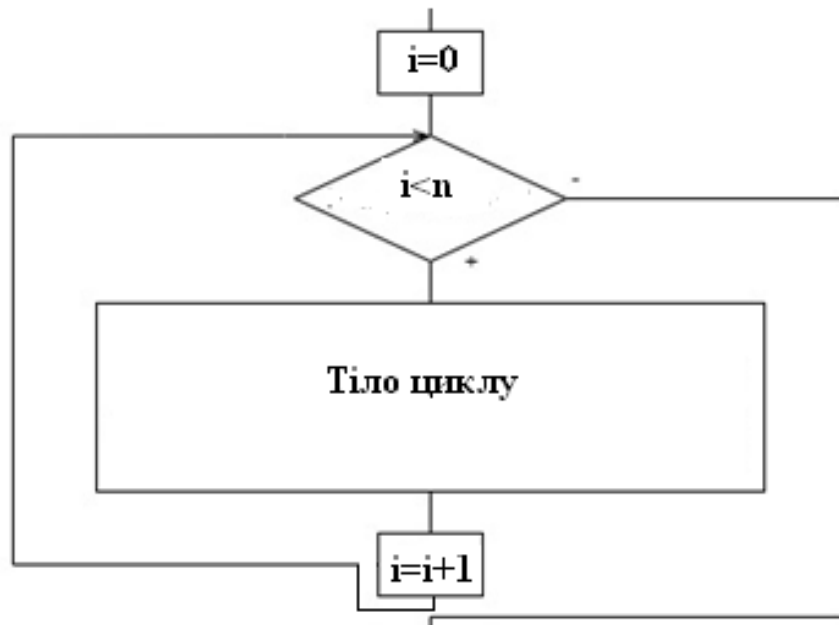 i=0
i<n
-
+
Тіло циклу
i=i+1